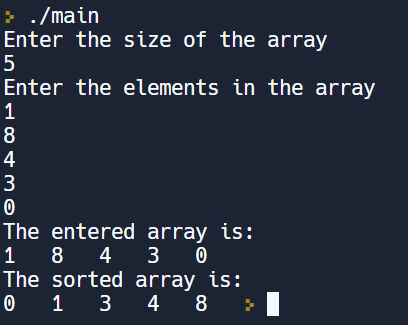 > ./main
Enter the size of the array
5
Enter the elements in the array
1
8
4
3
0
The entered array is:
1   8   4   3   0
The sorted array is:
0   1   3   4   8   >